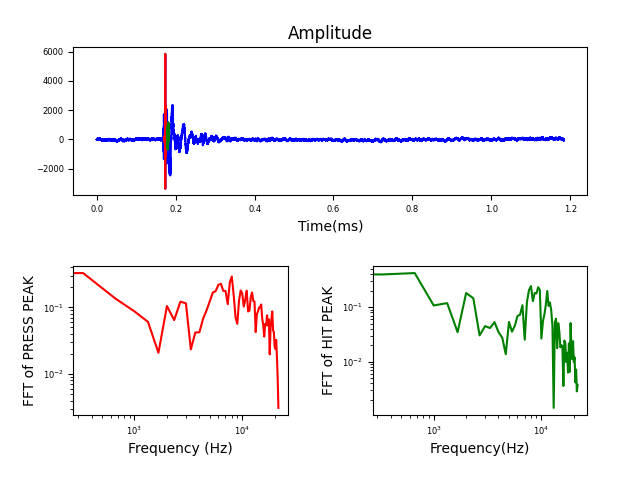 Amplitude
6000
4000
2000
0
−2000
0.0 0.2 0.4 0.6 0.8 1.0 1.2
Time(ms)
FFT of PRESS PEAK
10⁻¹
10⁻²
10³ 10⁴
Frequency (Hz)
FFT of HIT PEAK
10⁻¹
10⁻²
10³ 10⁴
Frequency(Hz)